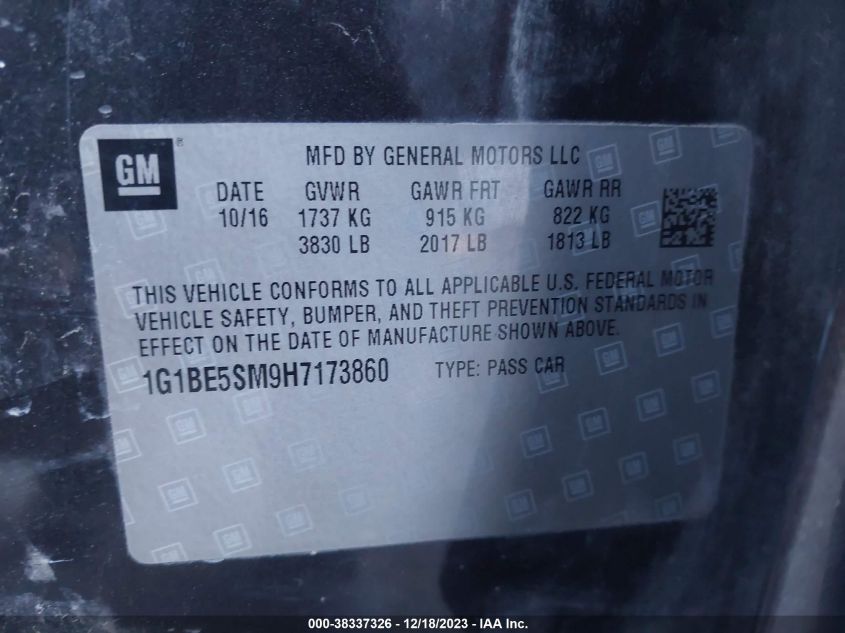 GM ®
MFD BY GENERAL MOTORS LLC
DATE GVWR GAWR FRT GAWR RR
10/16 1737 KG 915 KG 822 KG
3830 LB 2017 LB 1813 LB
THIS VEHICLE CONFORMS TO ALL APPLICABLE U.S. FEDERAL MOTOR
VEHICLE SAFETY, BUMPER, AND THEFT PREVENTION STANDARDS IN
EFFECT ON THE DATE OF MANUFACTURE SHOWN ABOVE.
1G1BE5SM9H7173860 TYPE: PASS CAR
000-38337326 - 12/18/2023 - IAA Inc.